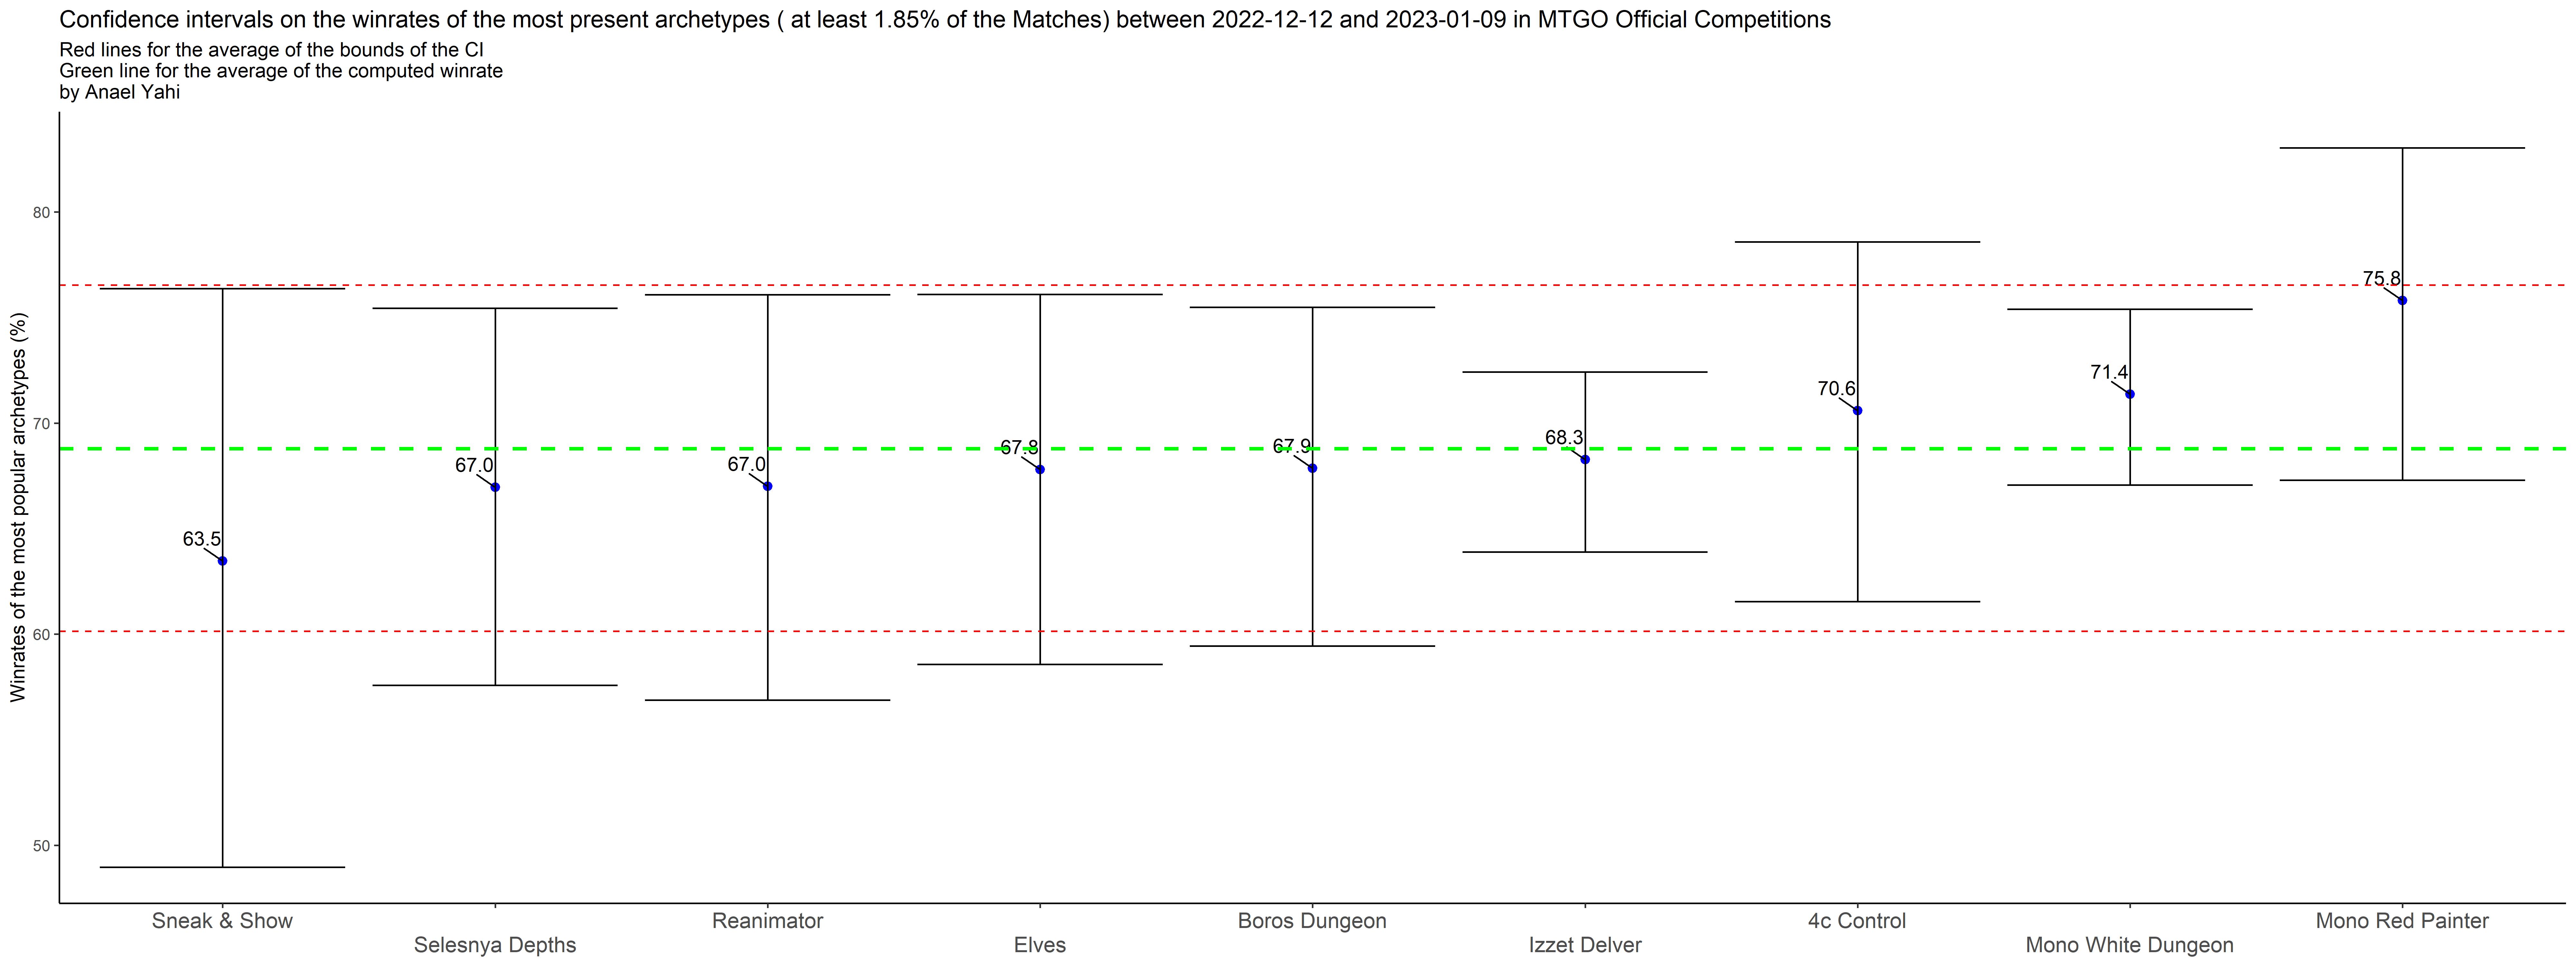 Confidence intervals on the winrates of the most present archetypes ( at least 1.85% of the Matches) between 2022-12-12 and 2023-01-09 in MTGO Official Competitions
Red lines for the average of the bounds of the CI
Green line for the average of the computed winrate
by Anael Yahi
Winrates of the most popular archetypes (%)
80
70
60
50
63.5
67.0
67.0
67.8
67.9
68.3
70.6
71.4
75.8
Sneak & Show
Selesnya Depths
Reanimator
Elves
Boros Dungeon
Izzet Delver
4c Control
Mono White Dungeon
Mono Red Painter